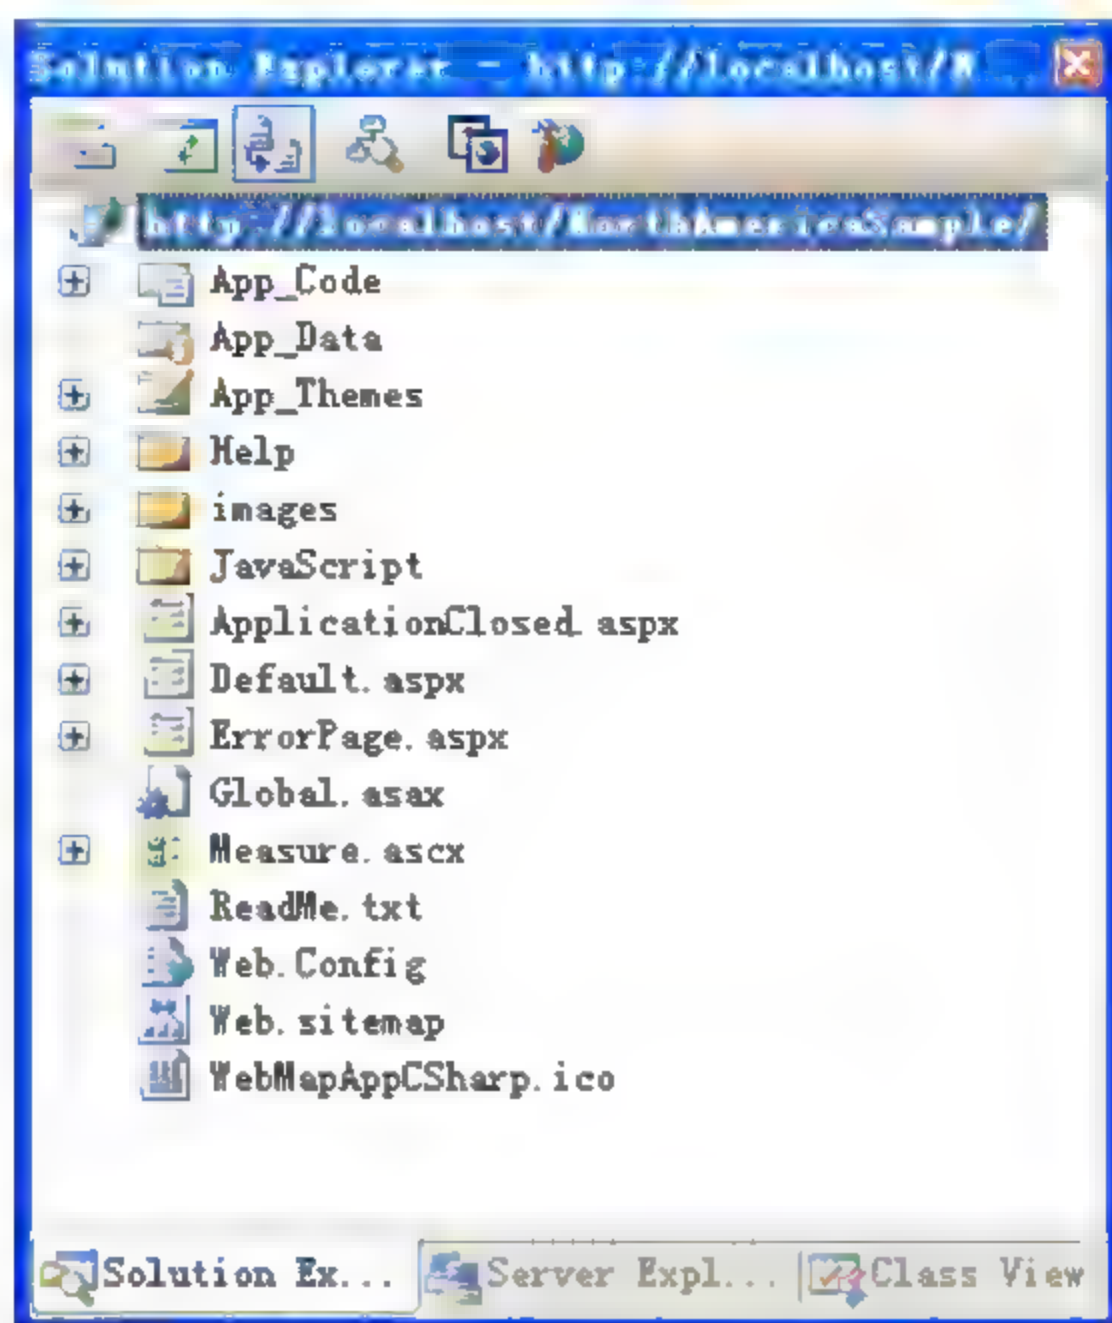 Solution Explorer - http://localhost/N...
http://localhost/NorthAmericaSample/
App_Code
App_Data
App_Themes
Help
images
JavaScript
ApplicationClosed.aspx
Default.aspx
ErrorPage.aspx
Global.asax
Measure.ascx
ReadMe.txt
Web.Config
Web.sitemap
WebMapAppCSharp.ico
Solution Ex... Server Expl... Class View